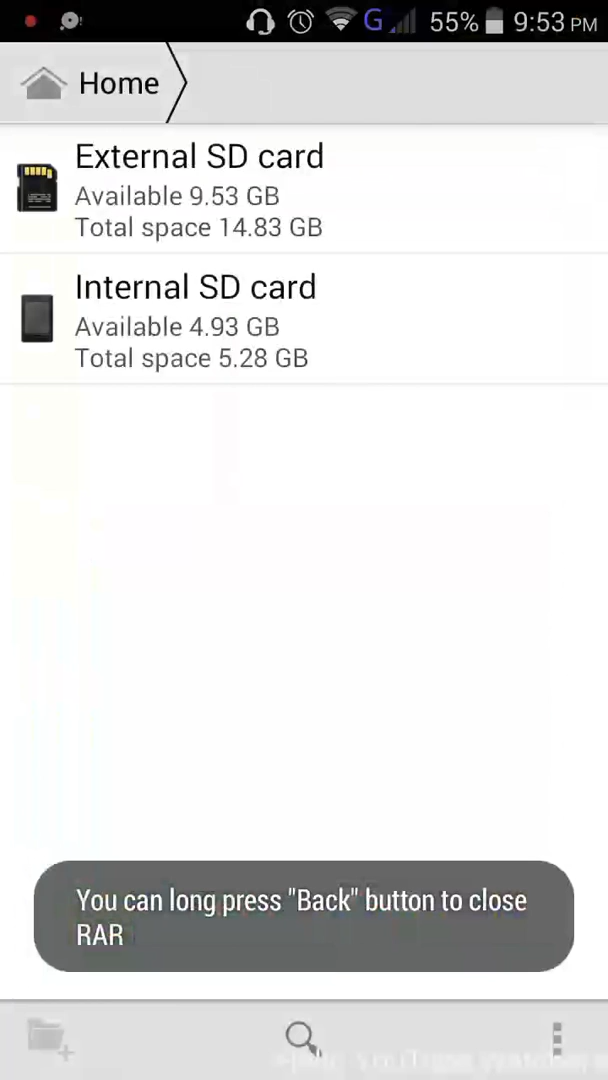 G 55% 9:53 PM
Home
External SD card
Available 9.53 GB
Total space 14.83 GB
Internal SD card
Available 4.93 GB
Total space 5.28 GB
You can long press "Back" button to close
RAR